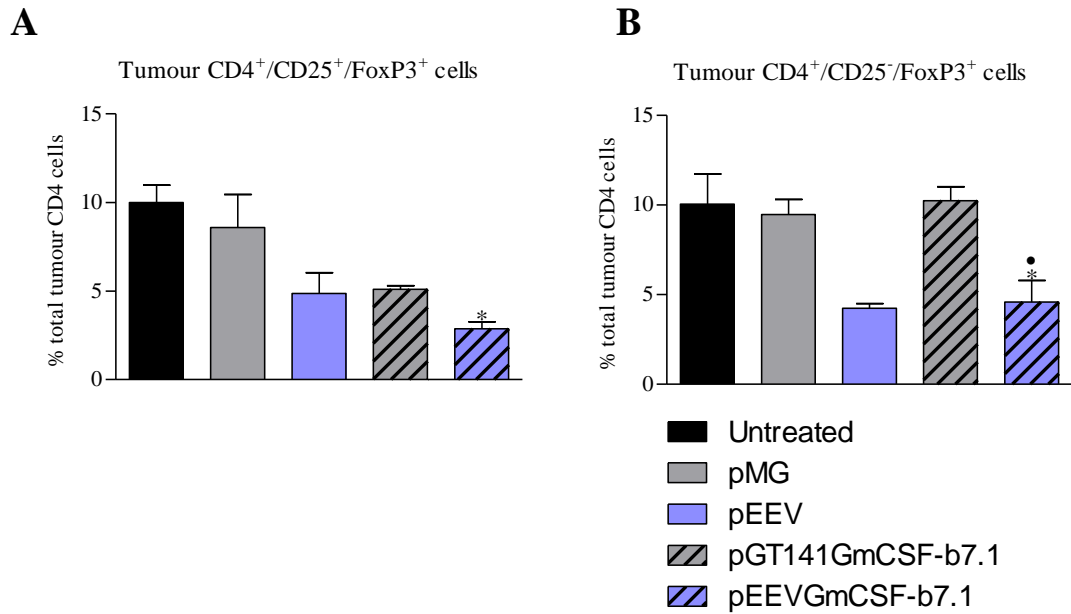 A
Tumour CD4⁺/CD25⁺/FoxP3⁺ cells
% total tumour CD4 cells
15
10
5
0
*
B
Tumour CD4⁺/CD25⁻/FoxP3⁺ cells
% total tumour CD4 cells
15
10
5
0
•
*
Untreated
pMG
pEEV
pGT141GmCSF-b7.1
pEEVGmCSF-b7.1